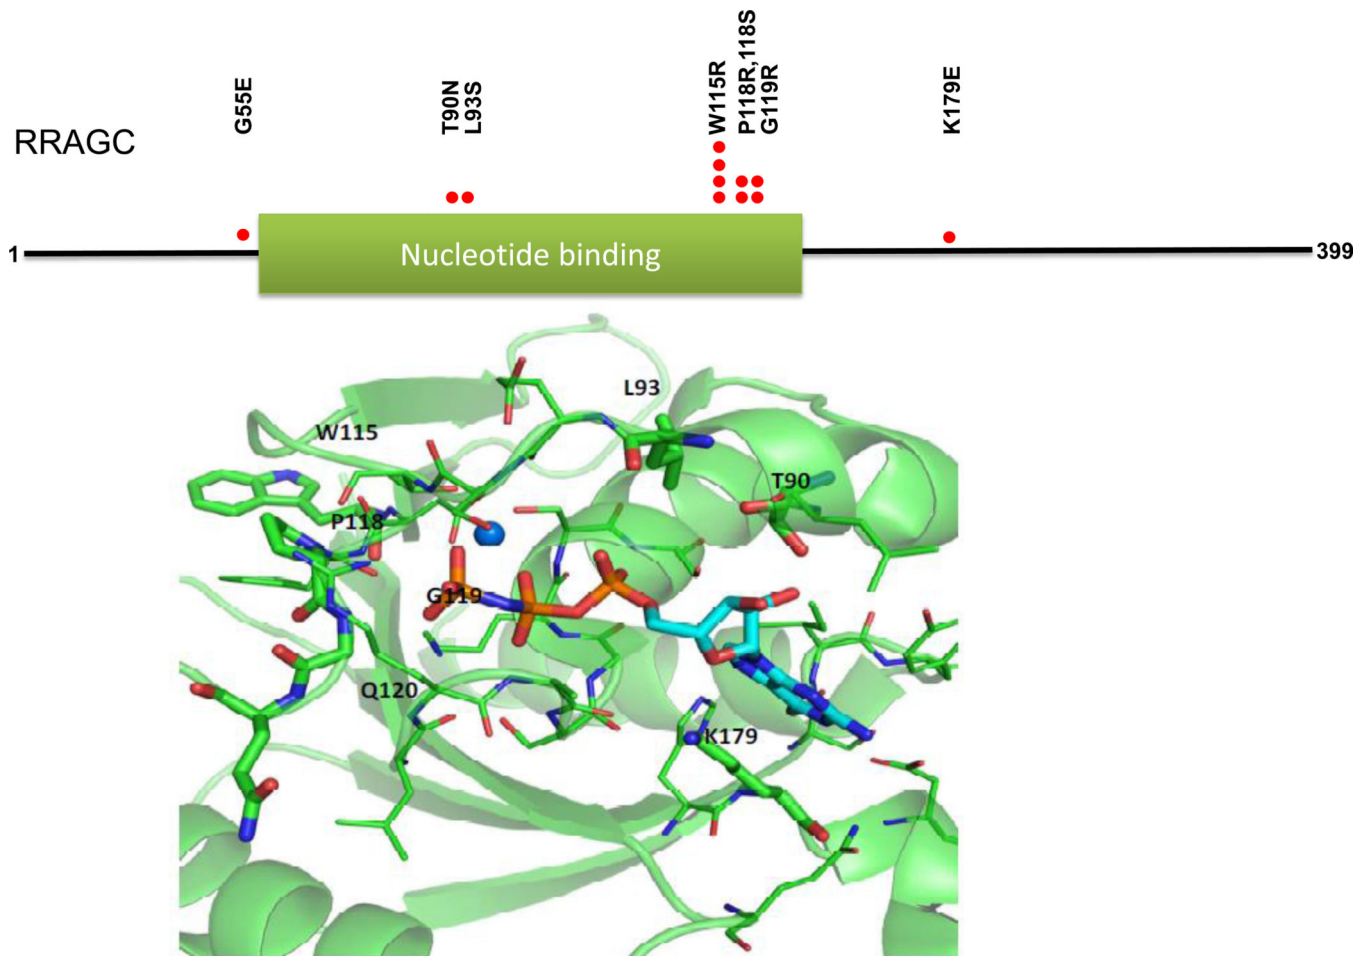 G55E
T90N
L93S
W115R
P118R,118S
G119R
K179E
RRAGC
1
Nucleotide binding
399
L93
W115
T90
P118
G119
Q120
K179